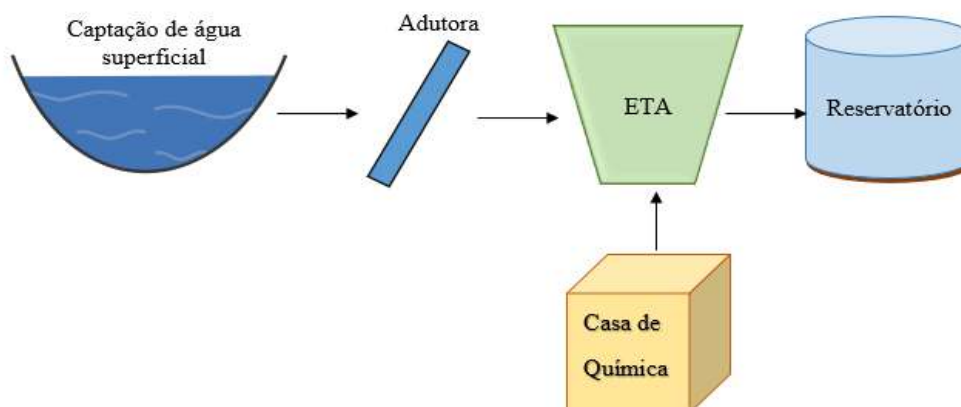 Captação de água
superficial
Adutora
ETA
Reservatório
Casa de
Química